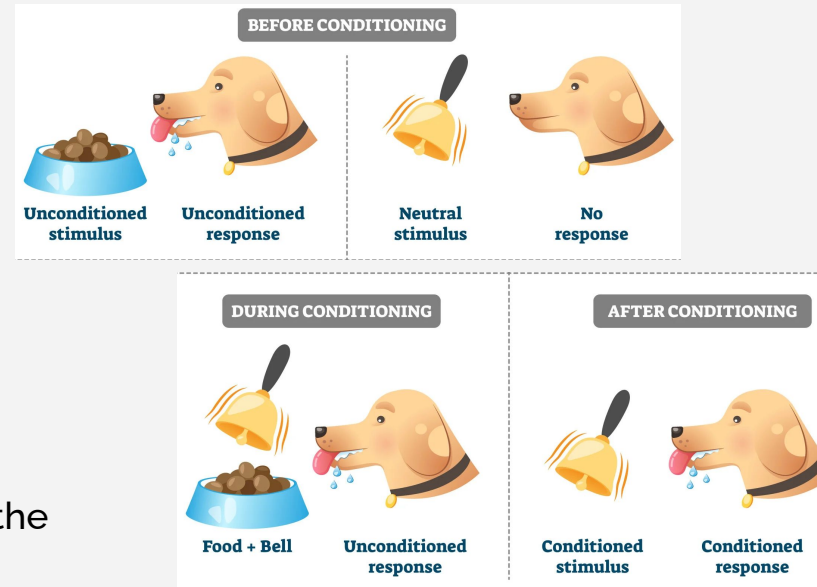 BEFORE CONDITIONING
Unconditioned stimulus
Unconditioned response
Neutral stimulus
No response
DURING CONDITIONING
Food + Bell
Unconditioned response
AFTER CONDITIONING
Conditioned stimulus
Conditioned response
the